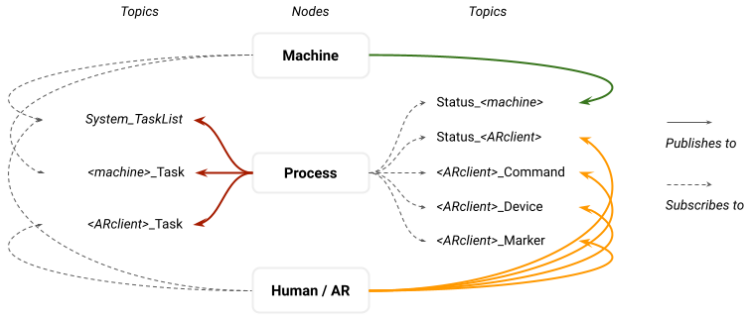 Topics Nodes Topics
Machine
Status_<machine>
System_TaskList
Status_<ARclient>
Publishes to
<machine>_Task
Process
<ARclient>_Command
<ARclient>_Device
Subscribes to
<ARclient>_Task
<ARclient>_Marker
Human / AR